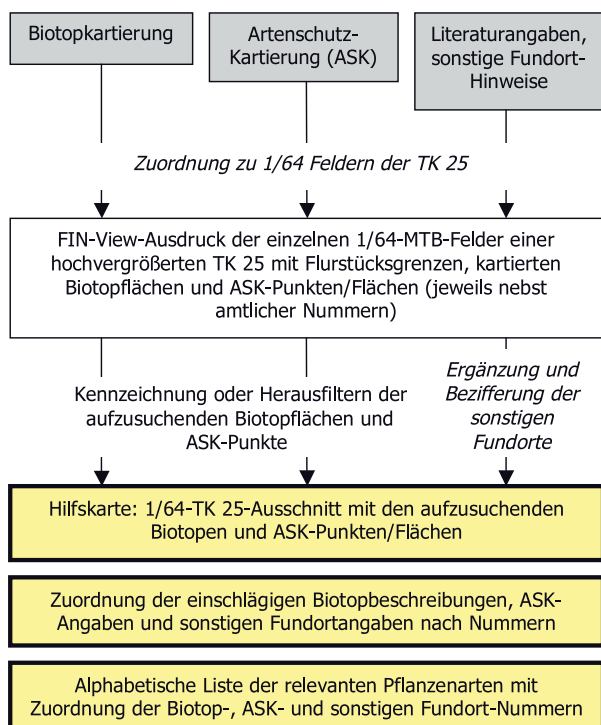 Biotopkartierung
Artenschutz-
Kartierung (ASK)
Literaturangaben,
sonstige Fundort-
Hinweise
Zuordnung zu 1/64 Feldern der TK 25
FIN-View-Ausdruck der einzelnen 1/64-MTB-Felder einer
hochvergrößerten TK 25 mit Flurstücksgrenzen, kartierten
Biotopflächen und ASK-Punkten/Flächen (jeweils nebst
amtlicher Nummern)
Kennzeichnung oder Herausfiltern der
aufzusuchenden Biotopflächen und
ASK-Punkte
Ergänzung und
Bezifferung der
sonstigen
Fundorte
Hilfskarte: 1/64-TK 25-Ausschnitt mit den aufzusuchenden
Biotopen und ASK-Punkten/Flächen
Zuordnung der einschlägigen Biotopbeschreibungen, ASK-
Angaben und sonstigen Fundortangaben nach Nummern
Alphabetische Liste der relevanten Pflanzenarten mit
Zuordnung der Biotop-, ASK- und sonstigen Fundort-Nummern